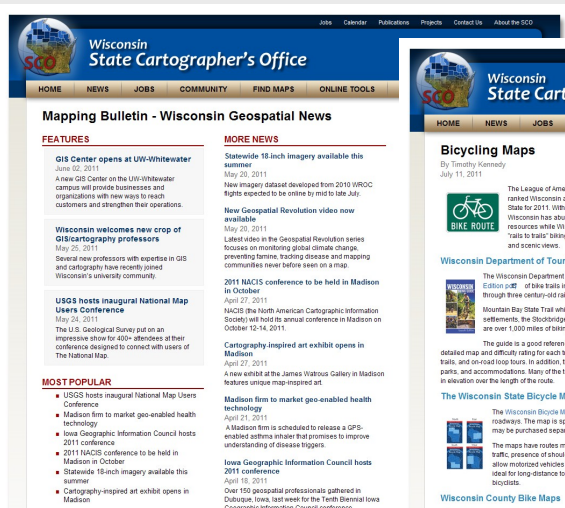 Jobs Calendar Publications Projects Contact Us About the SCO
SCO
Wisconsin
State Cartographer's Office
HOME NEWS JOBS COMMUNITY FIND MAPS ONLINE TOOLS
Mapping Bulletin - Wisconsin Geospatial News
FEATURES
GIS Center opens at UW-Whitewater
June 02, 2011
A new GIS Center on the UW-Whitewater
campus will provide businesses and
organizations with new ways to reach
customers and strengthen their operations.
Wisconsin welcomes new crop of
GIS/cartography professors
May 25, 2011
Several new professors with expertise in GIS
and cartography have recently joined
Wisconsin's university community.
USGS hosts inaugural National Map
Users Conference
May 24, 2011
The U.S. Geological Survey put on an
impressive show for 400+ attendees at their
conference designed to connect with users of
The National Map.
MOST POPULAR
USGS hosts inaugural National Map Users
Conference
Madison firm to market geo-enabled health
technology
Iowa Geographic Information Council hosts
2011 conference
2011 NACIS conference to be held in
Madison in October
Statewide 18-inch imagery available this
summer
Cartography-inspired art exhibit opens in
Madison
MORE NEWS
Statewide 18-inch imagery available this
summer
May 20, 2011
New imagery dataset developed from 2010 WROC
flights expected to be online by mid to late July.
New Geospatial Revolution video now
available
May 20, 2011
Latest video in the Geospatial Revolution series
focuses on monitoring global climate change,
preventing famine, tracking disease and mapping
communities never before seen on a map.
2011 NACIS conference to be held in Madison
in October
April 27, 2011
NACIS (the North American Cartographic Information
Society) will hold its annual conference in Madison on
October 12-14, 2011.
Cartography-inspired art exhibit opens in
Madison
April 27, 2011
A new exhibit at the James Watrous Gallery in Madison
features unique map-inspired art.
Madison firm to market geo-enabled health
technology
April 21, 2011
A Madison firm is scheduled to release a GPS-
enabled asthma inhaler that promises to improve
understanding of disease triggers.
Iowa Geographic Information Council hosts
2011 conference
April 18, 2011
Over 150 geospatial professionals gathered in
Dubuque, Iowa, last week for the Tenth Biennial Iowa
Geographic Information Council conference
SCO
Wisconsin
State Cart
HOME NEWS JOBS
Bicycling Maps
By Timothy Kennedy
July 11, 2011
BIKE ROUTE
The League of Ame
ranked Wisconsin a
State for 2011. With
Wisconsin has abu
resources while Wi
"rails to trails" biking
and scenic views.
Wisconsin Department of Tour
WISCONSIN
The Wisconsin Department
Edition pdf of bike trails in
through three century-old rai
Mountain Bay State Trail whi
settlements, the Stockbridge
are over 1,000 miles of bikin
The guide is a good referen
detailed map and difficulty rating for each t
trails, and on-road loop tours. In addition, t
parks, and accommodations. Many of the t
in elevation over the length of the route.
The Wisconsin State Bicycle M
The Wisconsin Bicycle M
roadways. The map is sp
may be purchased separ
The maps have routes m
traffic, presence of shoul
allow motorized vehicles
ideal for long-distance to
bicyclists.
Wisconsin County Bike Maps